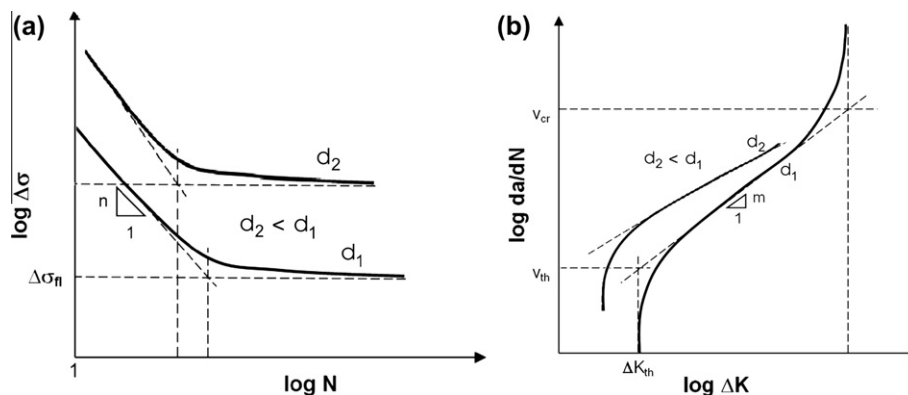 (a)
log Δσ
d₂
n
1
d₂ < d₁
d₁
Δσfl
1
log N
(b)
log da/dN
vcr
d₂
d₂ < d₁
d₁
m
1
vth
ΔKth
log ΔK